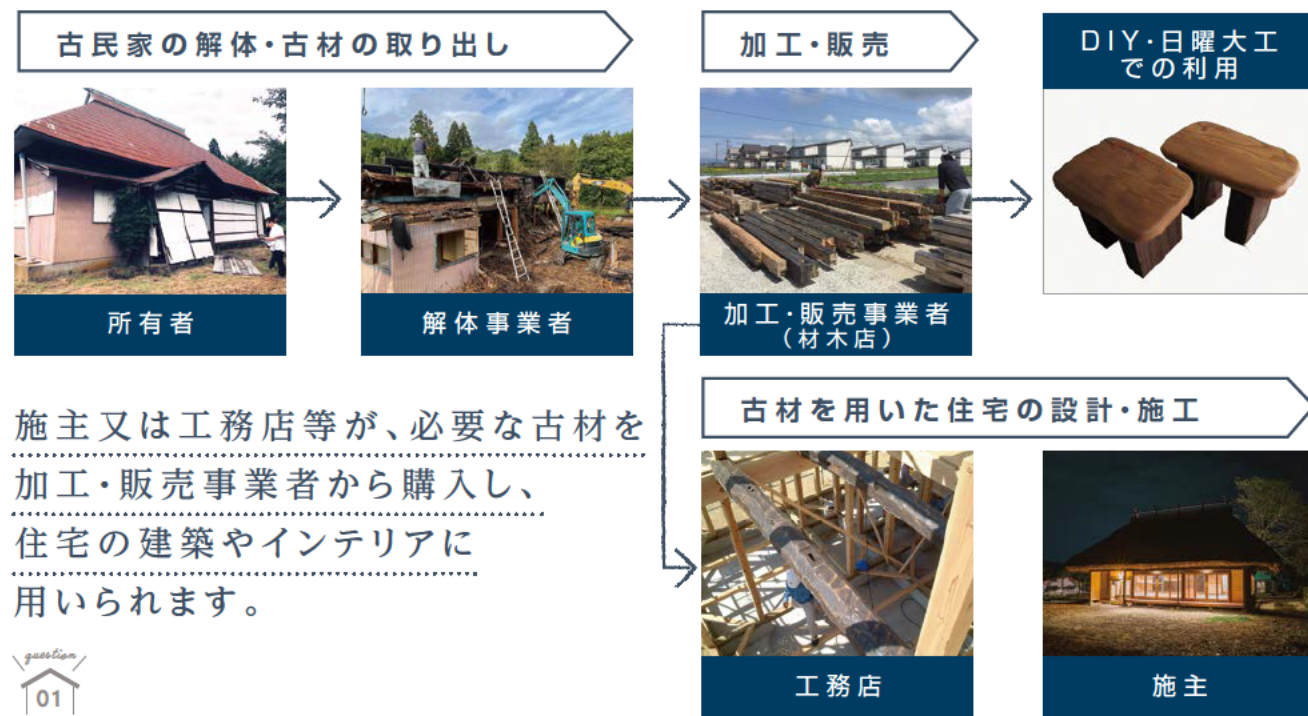 古民家の解体・古材の取り出し
加工・販売
DIY・日曜大工
での利用
所有者
解体事業者
加工・販売事業者
（材木店）
施主又は工務店等が、必要な古材を
加工・販売事業者から購入し、
住宅の建築やインテリアに
用いられます。
古材を用いた住宅の設計・施工
工務店
施主
question
01